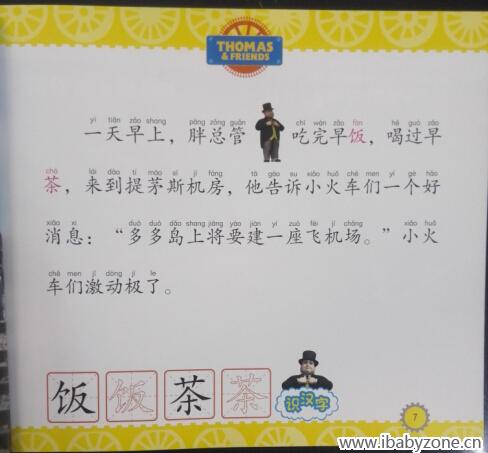 THOMAS
& FRIENDS
yì tiān zǎo shang pàng zǒng guǎn chī wán zǎo fàn hē guò zǎo
一天早上，胖总管吃完早饭，喝过早
chá lái dào tí máo sī jī fáng tā gào su xiǎo huǒ chē men yí gè hǎo
茶，来到提茅斯机房，他告诉小火车们一个好
xiāo xi duō duō dǎo shang jiāng yào jiàn yí zuò fēi jī chǎng xiǎo huǒ
消息：“多多岛上将要建一座飞机场。”小火
chē men jī dòng jí le
车们激动极了。
饭 饭 茶 茶
识汉字
7
www.ibabyzone.cn